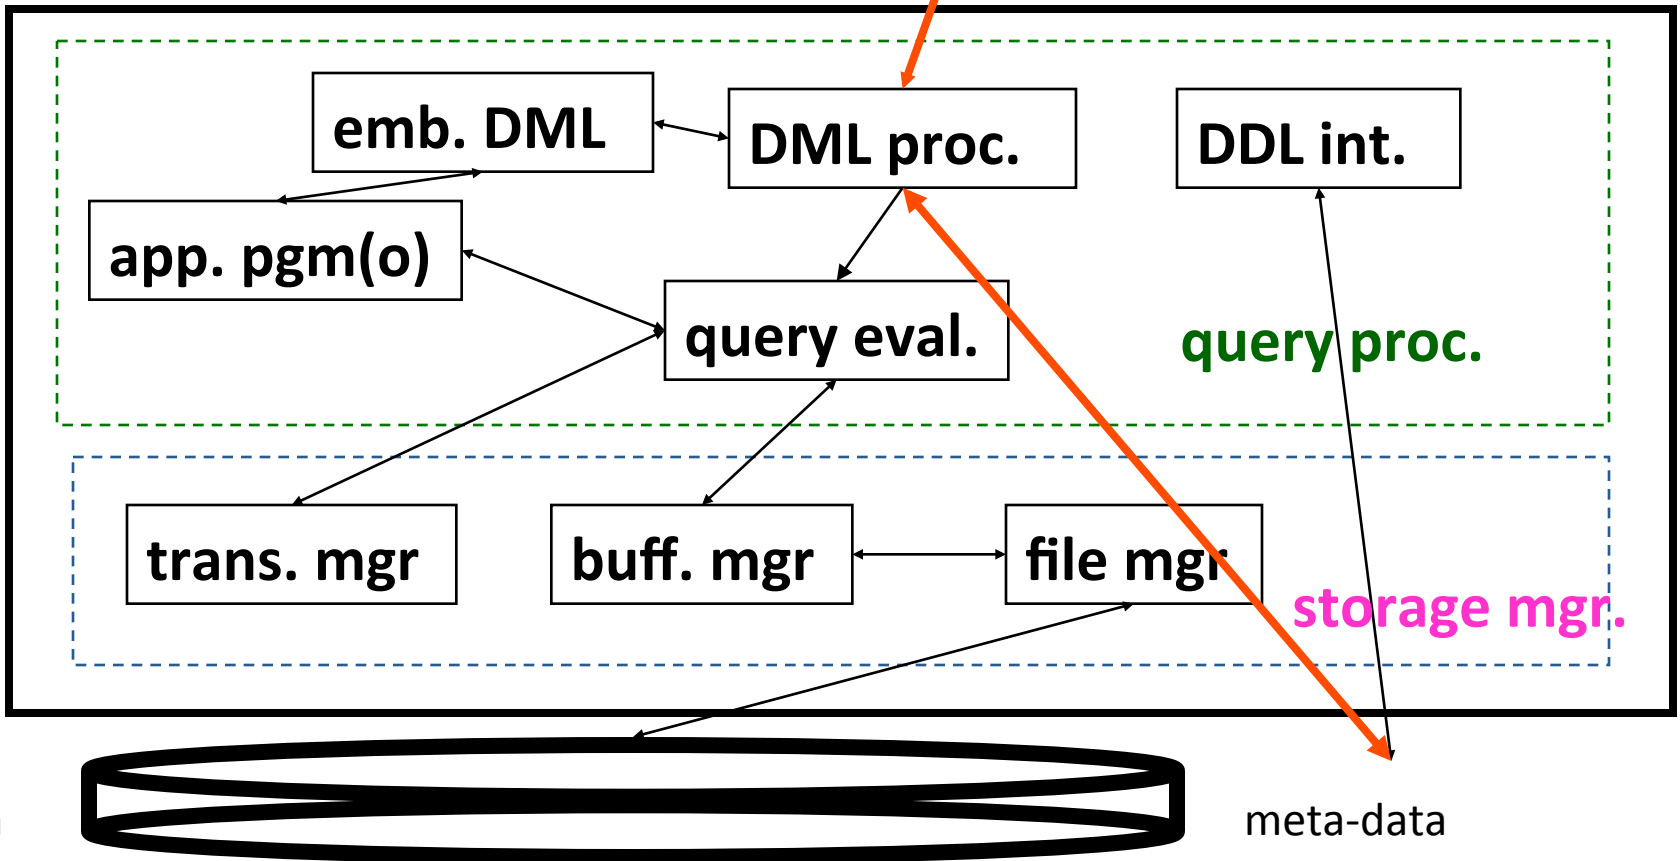 emb. DML
DML proc.
DDL int.
app. pgm(o)
query eval.
query proc.
trans. mgr
buff. mgr
file mgr
storage mgr.
meta-data